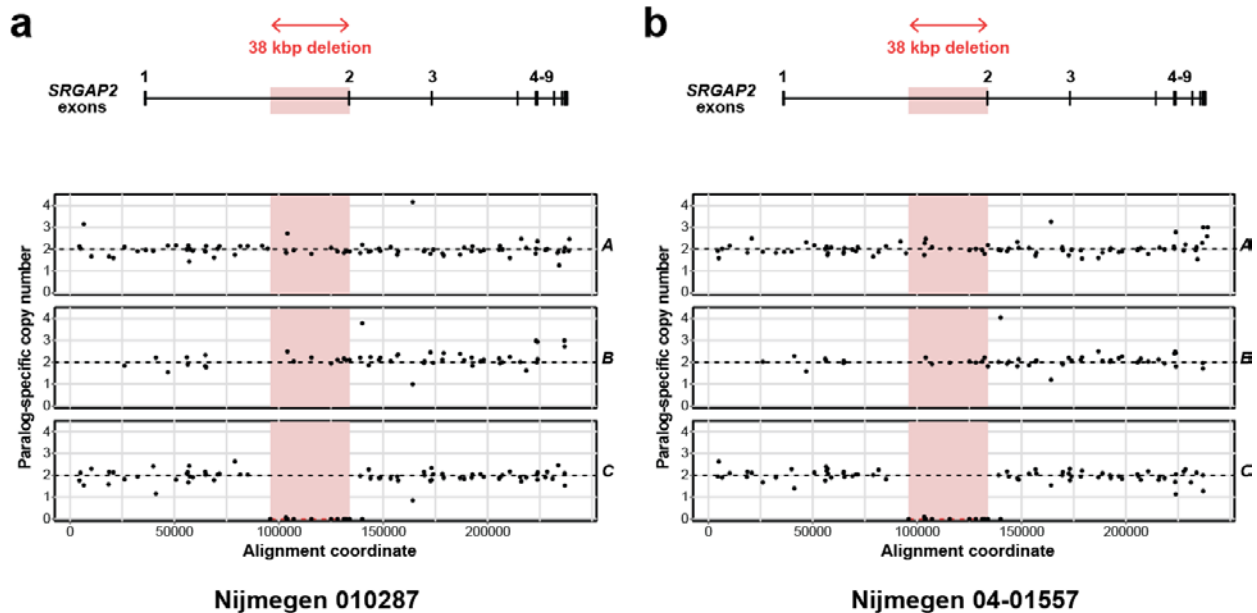 a
38 kbp deletion
1 2 3 4-9
SRGAP2
exons
Paralog-specific copy number
4
3
2
1
0
A
4
3
2
1
0
B
4
3
2
1
0
C
0 50000 100000 150000 200000
Alignment coordinate
Nijmegen 010287
b
38 kbp deletion
1 2 3 4-9
SRGAP2
exons
Paralog-specific copy number
4
3
2
1
0
A
4
3
2
1
0
B
4
3
2
1
0
C
0 50000 100000 150000 200000
Alignment coordinate
Nijmegen 04-01557